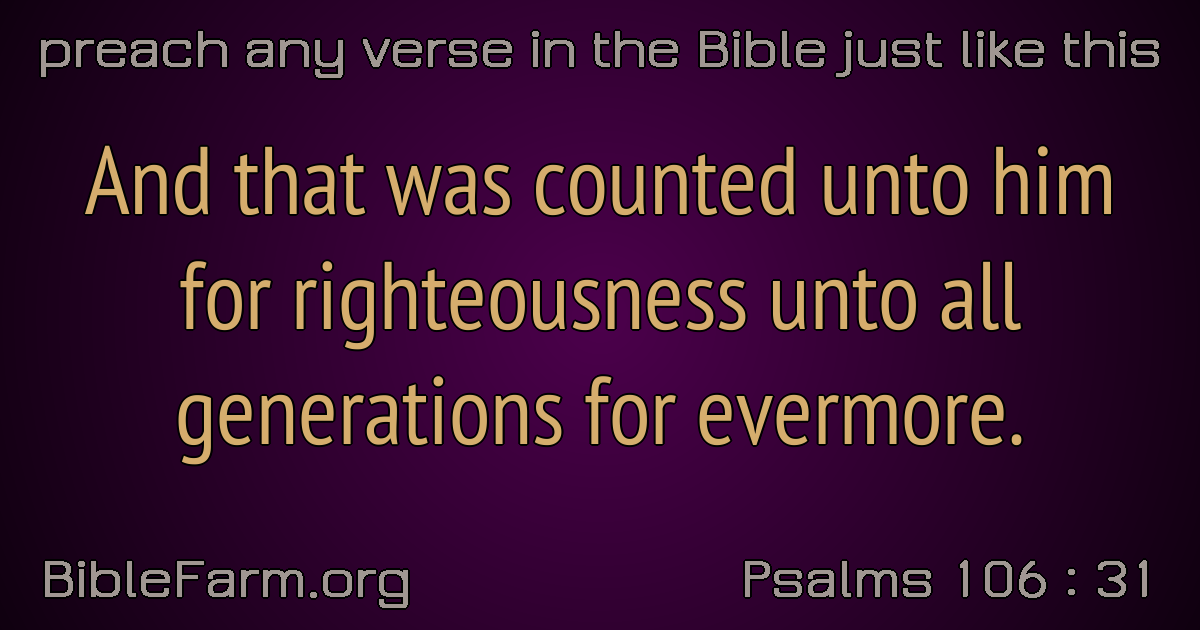 preach any verse in the Bible just like this
And that was counted unto him
for righteousness unto all
generations for evermore.
BibleFarm.org
Psalms 106 : 31